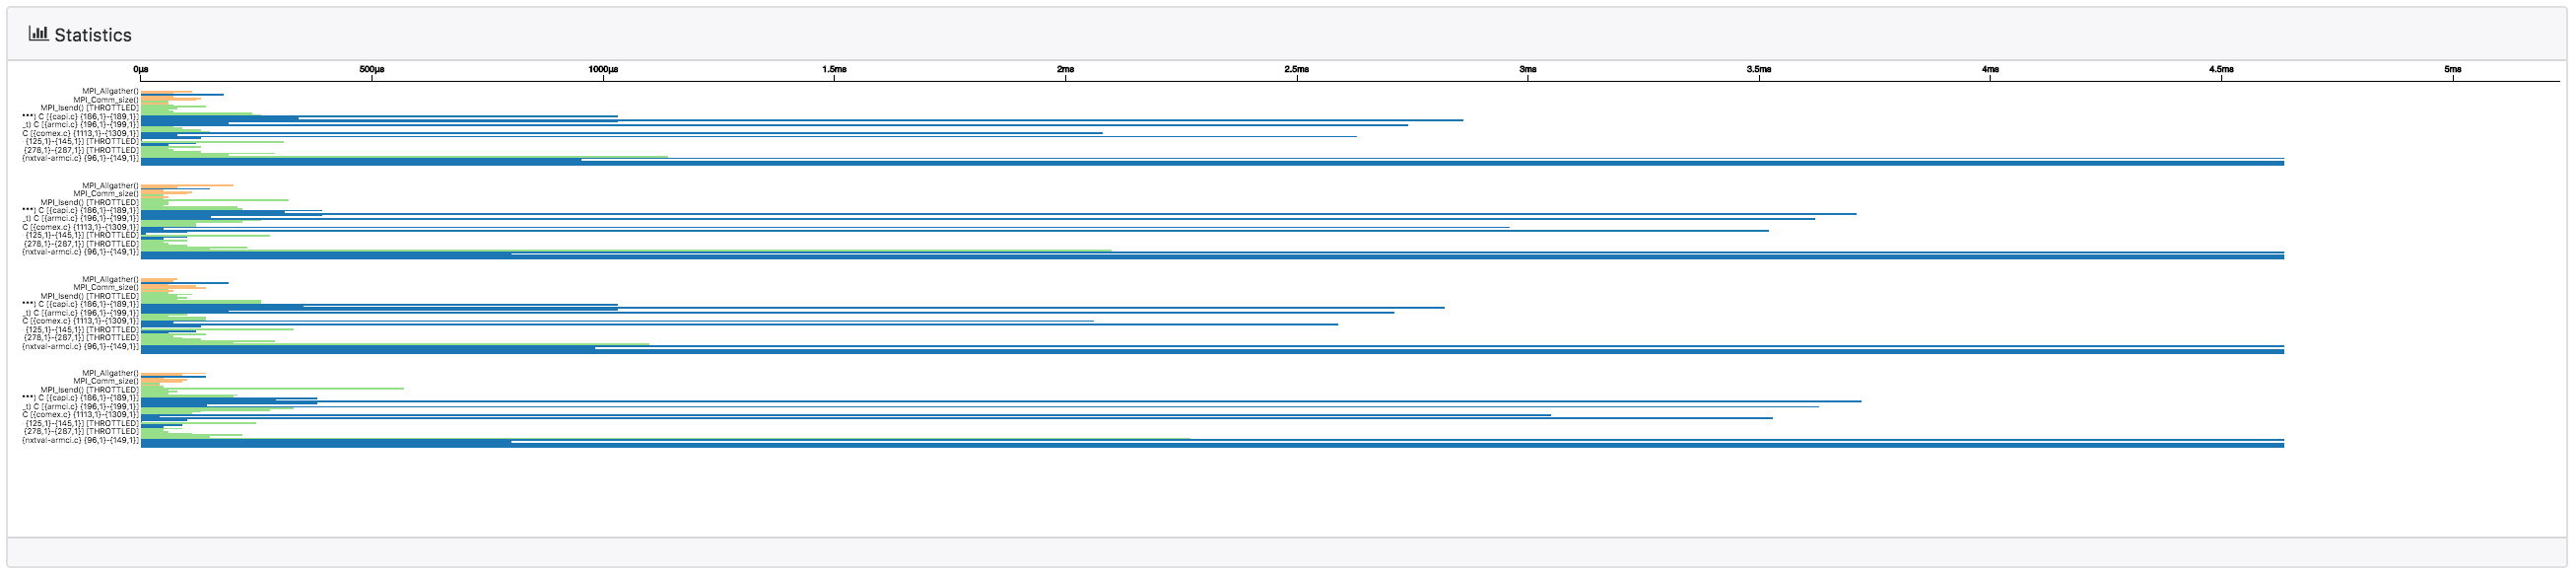 Statistics
0µs 500µs 1000µs 1.5ms 2ms 2.5ms 3ms 3.5ms 4ms 4.5ms 5ms
MPI_Allgather()
MPI_Comm_size()
MPI_Isend() [THROTTLED]
***) C [{capi.c} {186,1}-{189,1}]
_t) C [{armci.c} {196,1}-{199,1}]
C [{comex.c} {1113,1}-{1309,1}]
{125,1}-{145,1}] [THROTTLED]
{278,1}-{287,1}] [THROTTLED]
{nxtval-armci.c} {96,1}-{149,1}]
MPI_Allgather()
MPI_Comm_size()
MPI_Isend() [THROTTLED]
***) C [{capi.c} {186,1}-{189,1}]
_t) C [{armci.c} {196,1}-{199,1}]
C [{comex.c} {1113,1}-{1309,1}]
{125,1}-{145,1}] [THROTTLED]
{278,1}-{287,1}] [THROTTLED]
{nxtval-armci.c} {96,1}-{149,1}]
MPI_Allgather()
MPI_Comm_size()
MPI_Isend() [THROTTLED]
***) C [{capi.c} {186,1}-{189,1}]
_t) C [{armci.c} {196,1}-{199,1}]
C [{comex.c} {1113,1}-{1309,1}]
{125,1}-{145,1}] [THROTTLED]
{278,1}-{287,1}] [THROTTLED]
{nxtval-armci.c} {96,1}-{149,1}]
MPI_Allgather()
MPI_Comm_size()
MPI_Isend() [THROTTLED]
***) C [{capi.c} {186,1}-{189,1}]
_t) C [{armci.c} {196,1}-{199,1}]
C [{comex.c} {1113,1}-{1309,1}]
{125,1}-{145,1}] [THROTTLED]
{278,1}-{287,1}] [THROTTLED]
{nxtval-armci.c} {96,1}-{149,1}]